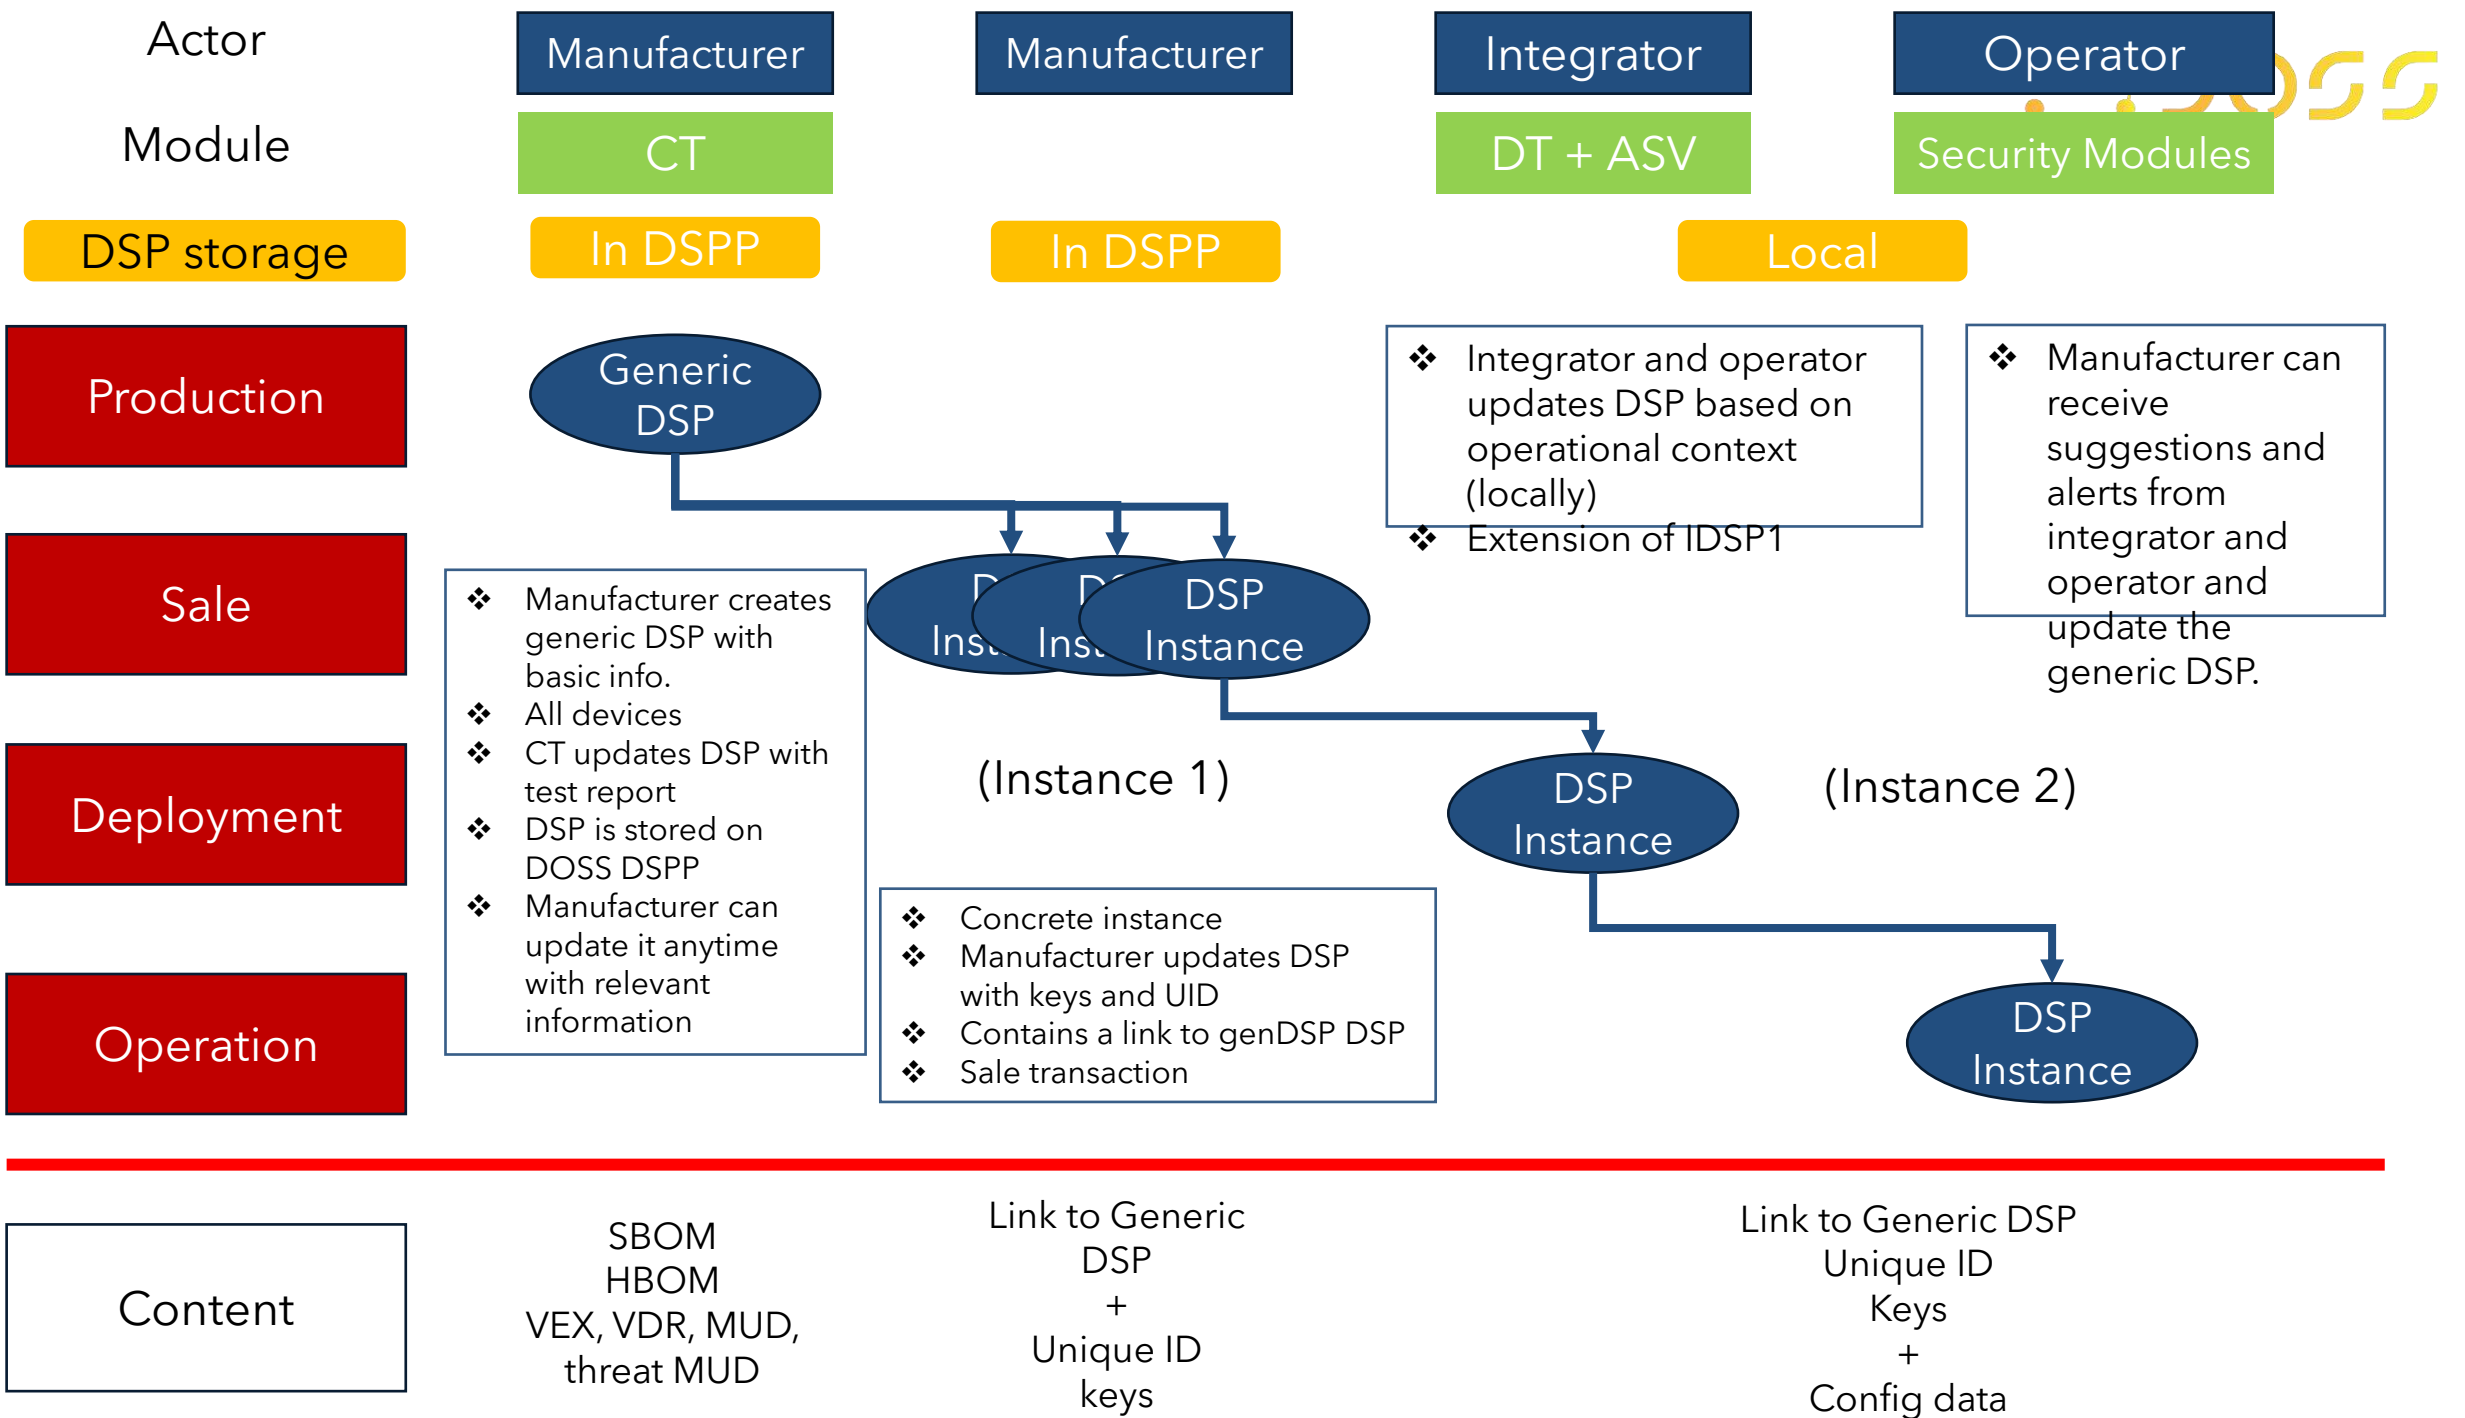 Actor
Manufacturer
Manufacturer
Integrator
Operator
Module
CT
DT + ASV
Security Modules
DSP storage
In DSPP
In DSPP
Local
Production
Generic
DSP
❖ Integrator and operator
updates DSP based on
operational context
(locally)
❖ Extension of IDSP1
❖ Manufacturer can
receive
suggestions and
alerts from
integrator and
operator and
update the
generic DSP.
Sale
❖ Manufacturer creates
generic DSP with
basic info.
❖ All devices
❖ CT updates DSP with
test report
❖ DSP is stored on
DOSS DSPP
❖ Manufacturer can
update it anytime
with relevant
information
DSP
Instance
Deployment
(Instance 1)
DSP
Instance
(Instance 2)
❖ Concrete instance
❖ Manufacturer updates DSP
with keys and UID
❖ Contains a link to genDSP DSP
❖ Sale transaction
Operation
DSP
Instance
Content
SBOM
HBOM
VEX, VDR, MUD,
threat MUD
Link to Generic
DSP
+
Unique ID
keys
Link to Generic DSP
Unique ID
Keys
+
Config data